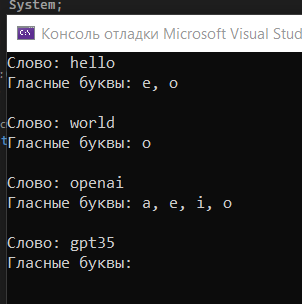 System;
Консоль отладки Microsoft Visual Stud
Слово: hello
Гласные буквы: e, o
Слово: world
Гласные буквы: o
Слово: openai
Гласные буквы: a, e, i, o
Слово: gpt35
Гласные буквы: